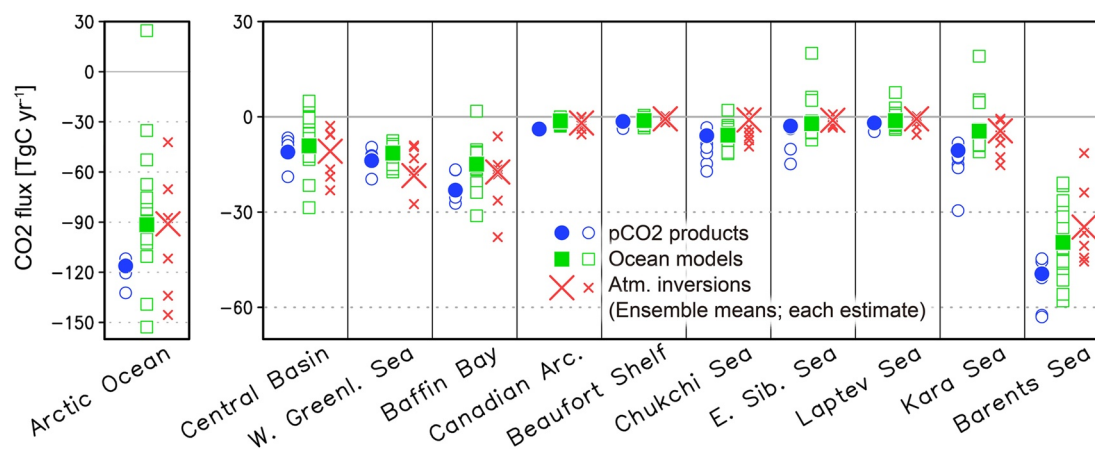 CO2 flux [TgC yr⁻¹]
30
0
−30
−60
−90
−120
−150
Arctic Ocean
30
0
−30
−60
pCO2 products
Ocean models
Atm. inversions
(Ensemble means; each estimate)
Central Basin
W. Greenl. Sea
Baffin Bay
Canadian Arc.
Beaufort Shelf
Chukchi Sea
E. Sib. Sea
Laptev Sea
Kara Sea
Barents Sea